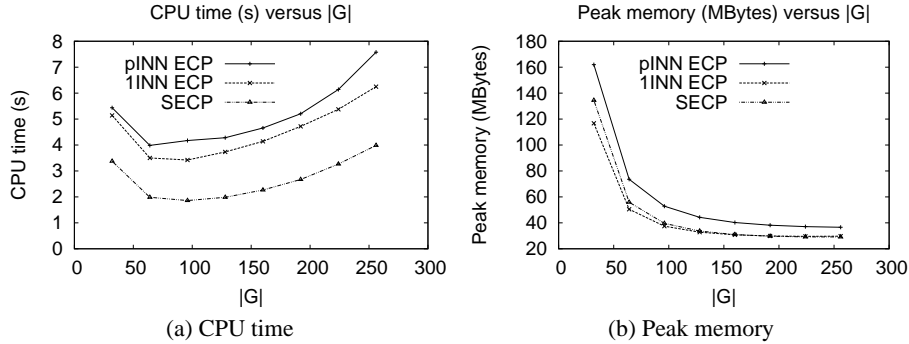 CPU time (s) versus |G|
8
7
6
5
4
3
2
1
0
CPU time (s)
pINN ECP
1INN ECP
SECP
0 50 100 150 200 250 300
|G|
(a) CPU time
Peak memory (MBytes) versus |G|
180
160
140
120
100
80
60
40
20
Peak memory (MBytes)
pINN ECP
1INN ECP
SECP
0 50 100 150 200 250 300
|G|
(b) Peak memory